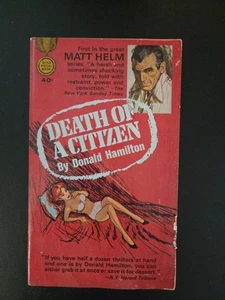 40¢
First in the great
MATT HELM
series. "A harsh and
sometimes shocking
story, told with
restraint, power and
conviction." —The
New York Sunday Times
DEATH OF
A CITIZEN
By Donald Hamilton
"If you have half a dozen thrillers at hand
and one is by Donald Hamilton, you can
either grab it at once or save it for dessert."
—N.Y. Herald Tribune